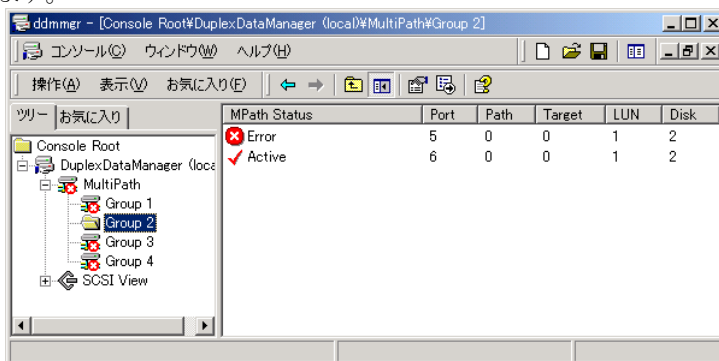 ます。
ddmmgr - [Console Root¥DuplexDataManager (local)¥MultiPath¥Group 2]
コンソール(C) ウィンドウ(W) ヘルプ(H)
操作(A) 表示(V) お気に入り(F)
ツリー お気に入り
MPath Status Port Path Target LUN Disk
Error 5 0 0 1 2
Active 6 0 0 1 2
Console Root
DuplexDataManager (loca
MultiPath
Group 1
Group 2
Group 3
Group 4
SCSI View